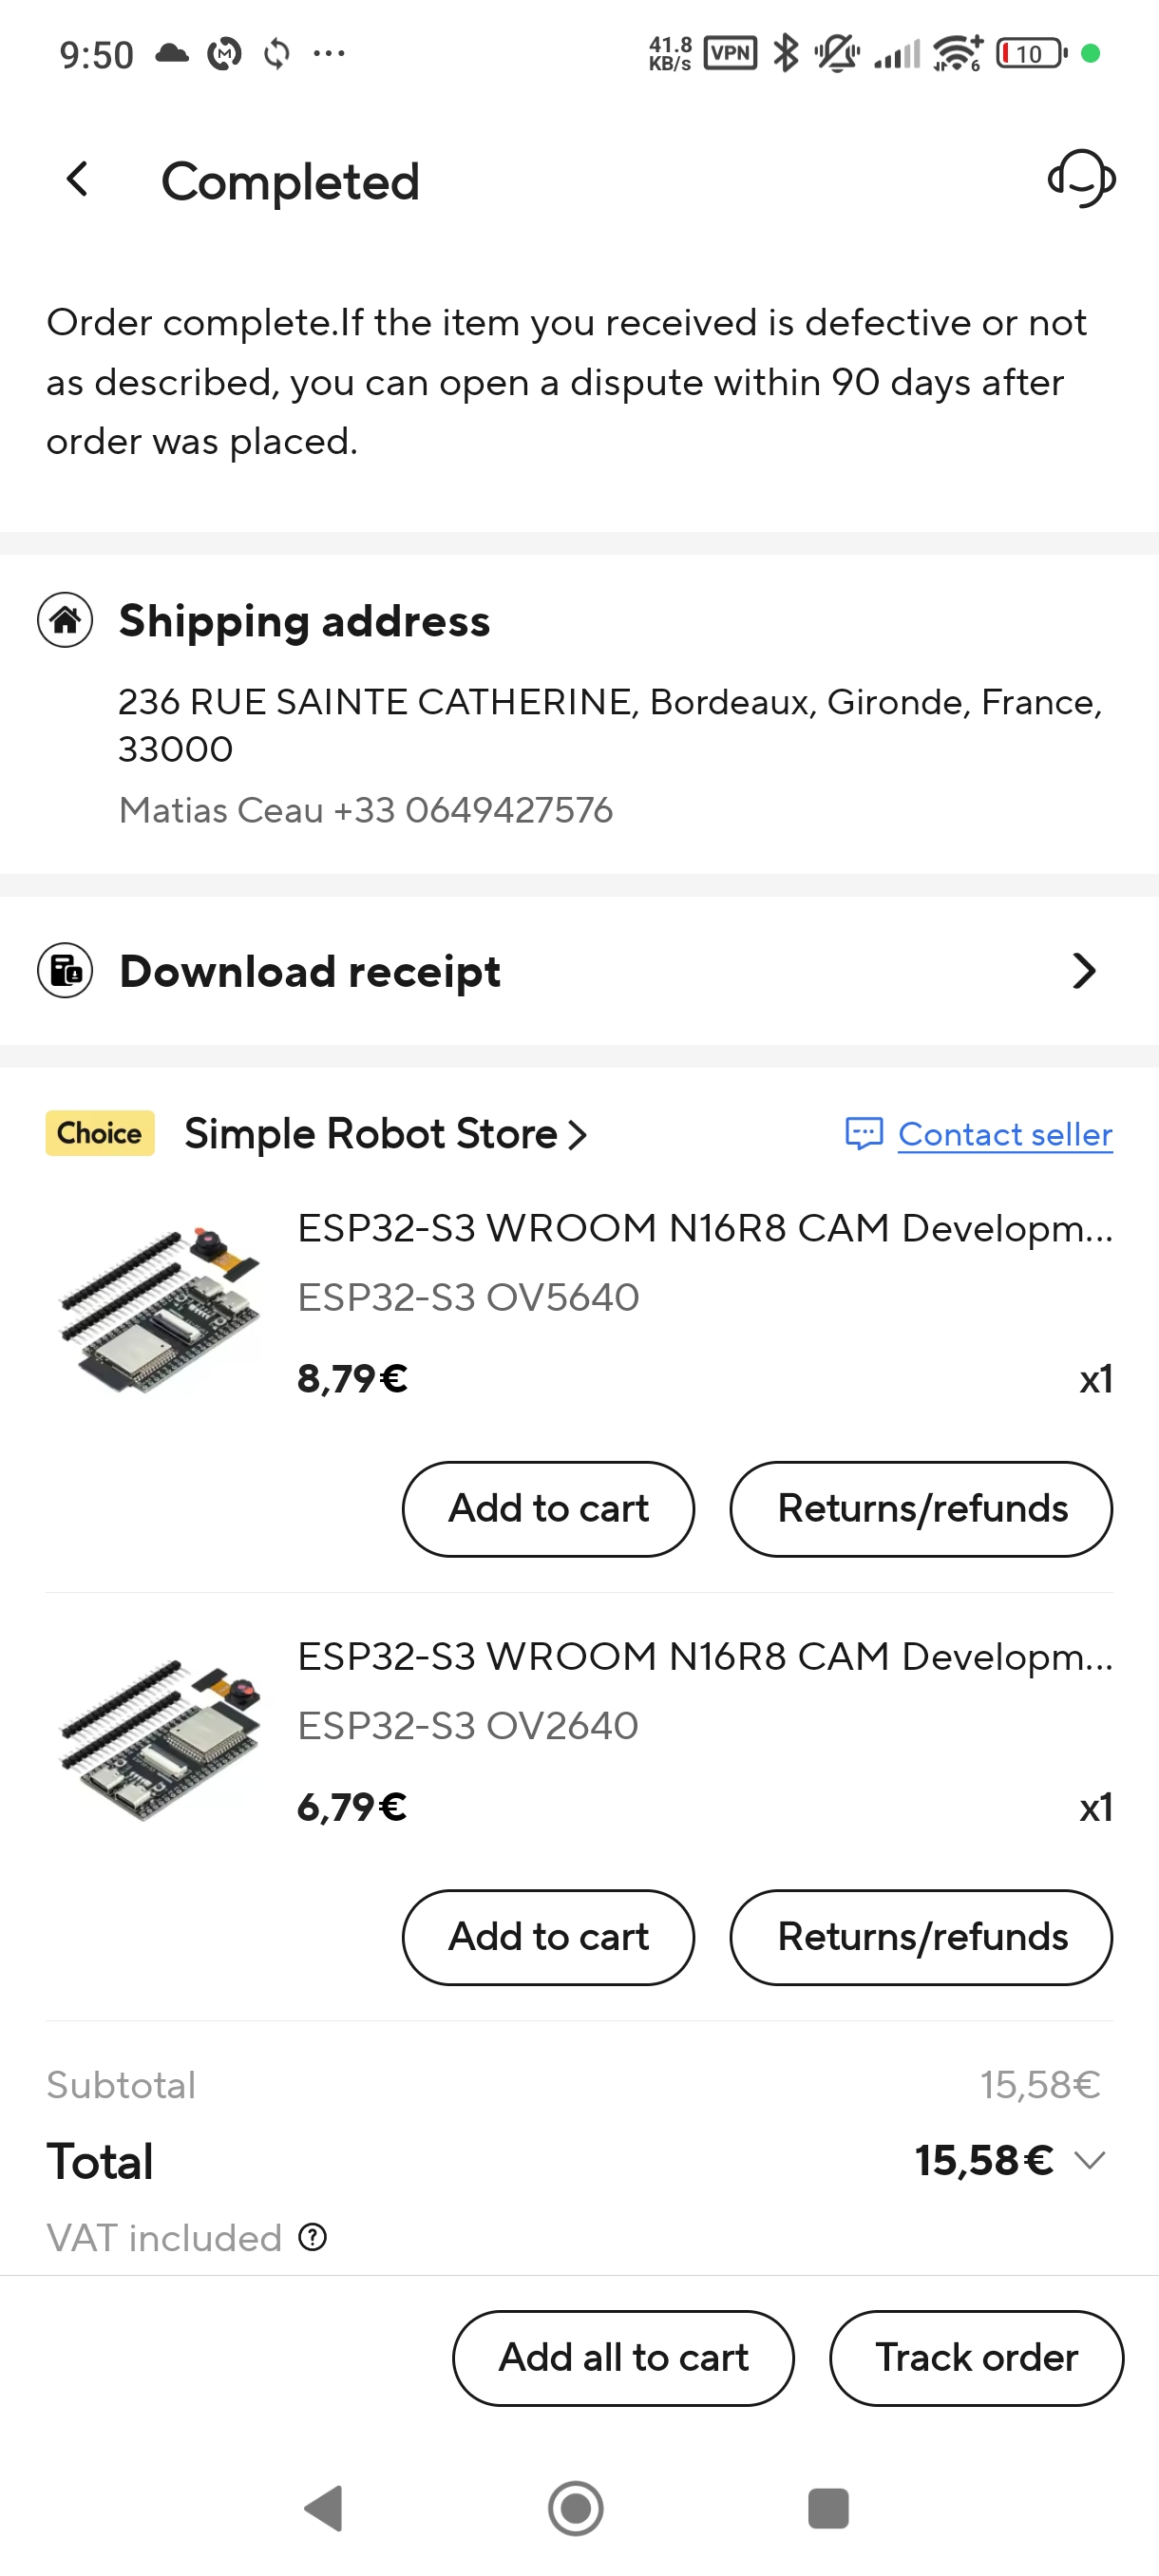 9:50
41.8 KB/s VPN 6 10
Completed
Order complete.If the item you received is defective or not
as described, you can open a dispute within 90 days after
order was placed.
Shipping address
236 RUE SAINTE CATHERINE, Bordeaux, Gironde, France,
33000
Matias Ceau +33 0649427576
Download receipt
Choice Simple Robot Store Contact seller
ESP32-S3 WROOM N16R8 CAM Developm...
ESP32-S3 OV5640
8,79€ x1
Add to cart Returns/refunds
ESP32-S3 WROOM N16R8 CAM Developm...
ESP32-S3 OV2640
6,79€ x1
Add to cart Returns/refunds
Subtotal 15,58€
Total 15,58€
VAT included ?
Add all to cart Track order